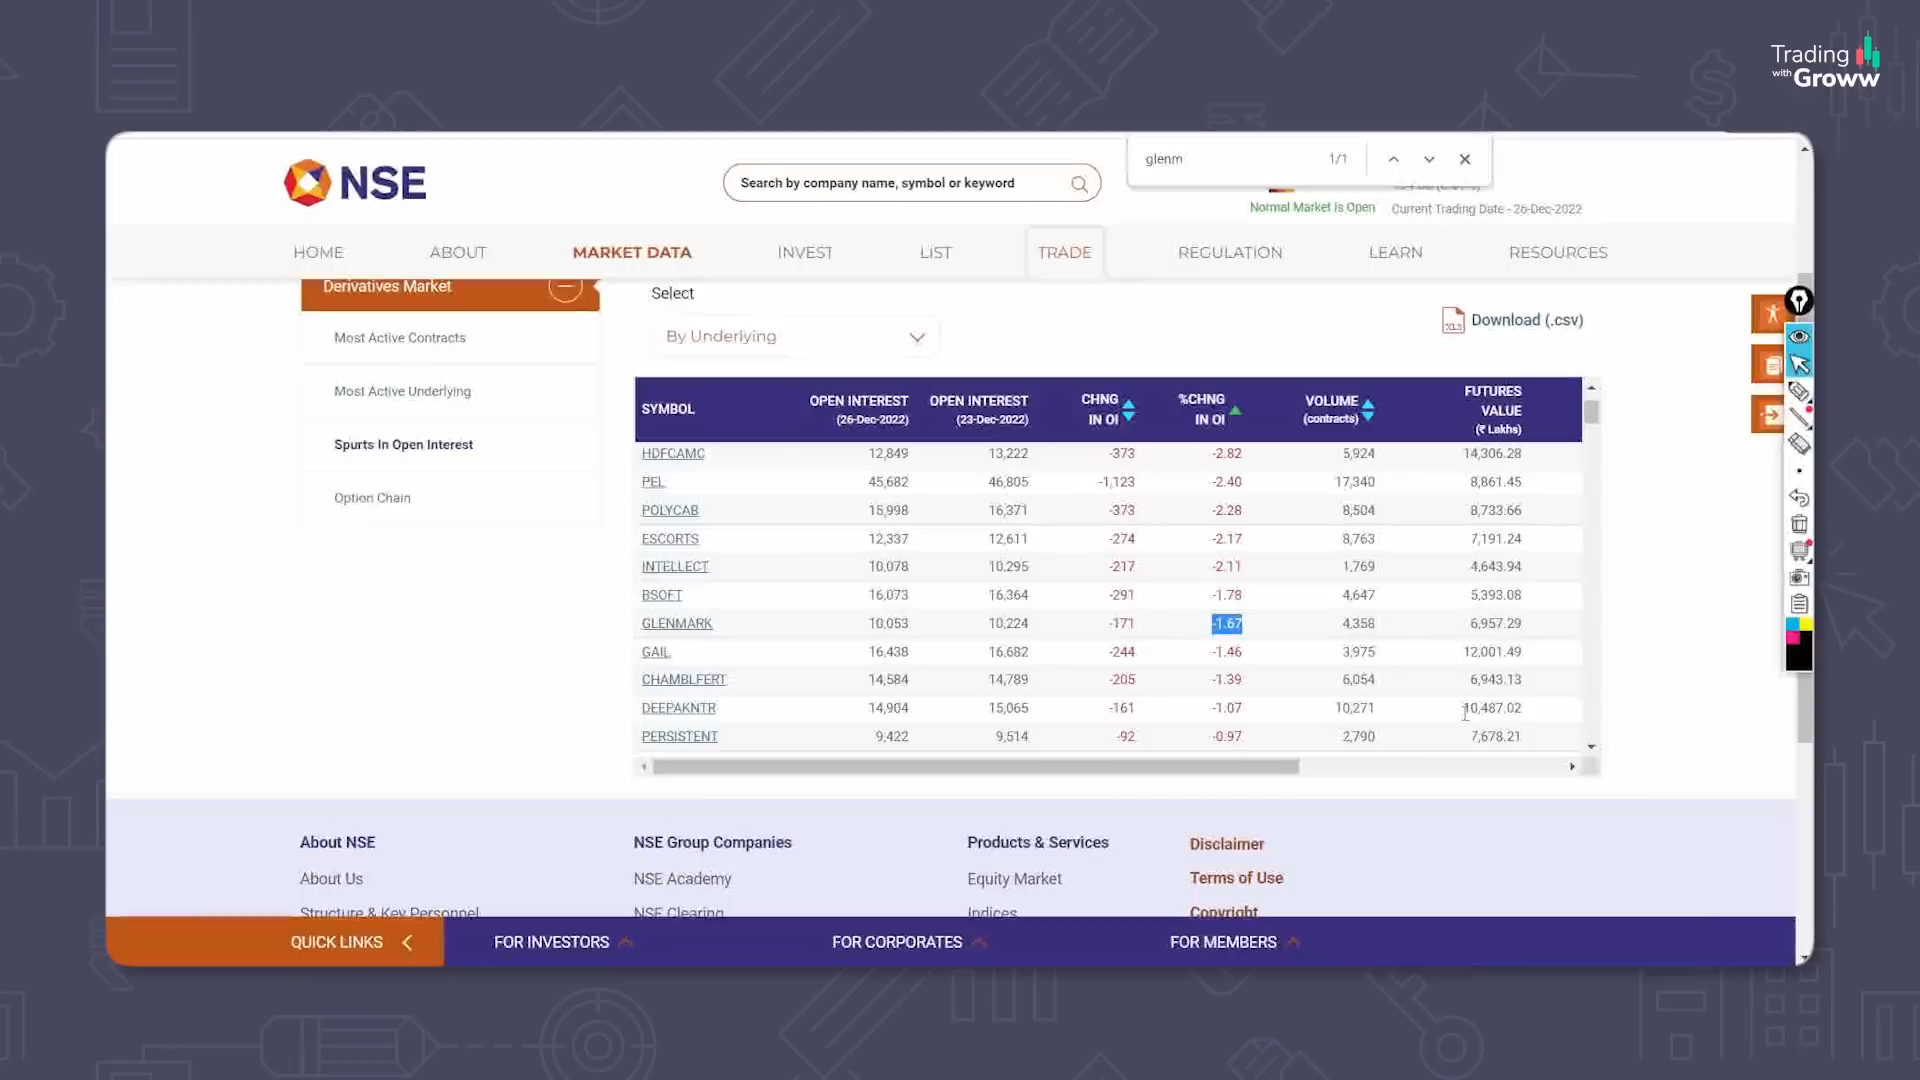 Trading
with Groww
glenm 1/1
NSE
Search by company name, symbol or keyword
Normal Market Is Open Current Trading Date - 26-Dec-2022
HOME ABOUT MARKET DATA INVEST LIST TRADE REGULATION LEARN RESOURCES
Derivatives Market
Most Active Contracts
Most Active Underlying
Spurts In Open Interest
Option Chain
Select
By Underlying
XLS Download (.csv)
SYMBOL OPEN INTEREST (26-Dec-2022) OPEN INTEREST (23-Dec-2022) CHNG IN OI %CHNG IN OI VOLUME (contracts) FUTURES VALUE (₹ Lakhs)
HDFCAMC 12,849 13,222 -373 -2.82 5,924 14,306.28
PEL 45,682 46,805 -1,123 -2.40 17,340 8,861.45
POLYCAB 15,998 16,371 -373 -2.28 8,504 8,733.66
ESCORTS 12,337 12,611 -274 -2.17 8,763 7,191.24
INTELLECT 10,078 10,295 -217 -2.11 1,769 4,643.94
BSOFT 16,073 16,364 -291 -1.78 4,647 5,393.08
GLENMARK 10,053 10,224 -171 -1.67 4,358 6,957.29
GAIL 16,438 16,682 -244 -1.46 3,975 12,001.49
CHAMBLFERT 14,584 14,789 -205 -1.39 6,054 6,943.13
DEEPAKNTR 14,904 15,065 -161 -1.07 10,271 10,487.02
PERSISTENT 9,422 9,514 -92 -0.97 2,790 7,678.21
About NSE
About Us
Structure & Key Personnel
NSE Group Companies
NSE Academy
NSE Clearing
Products & Services
Equity Market
Indices
Disclaimer
Terms of Use
Copyright
QUICK LINKS FOR INVESTORS FOR CORPORATES FOR MEMBERS